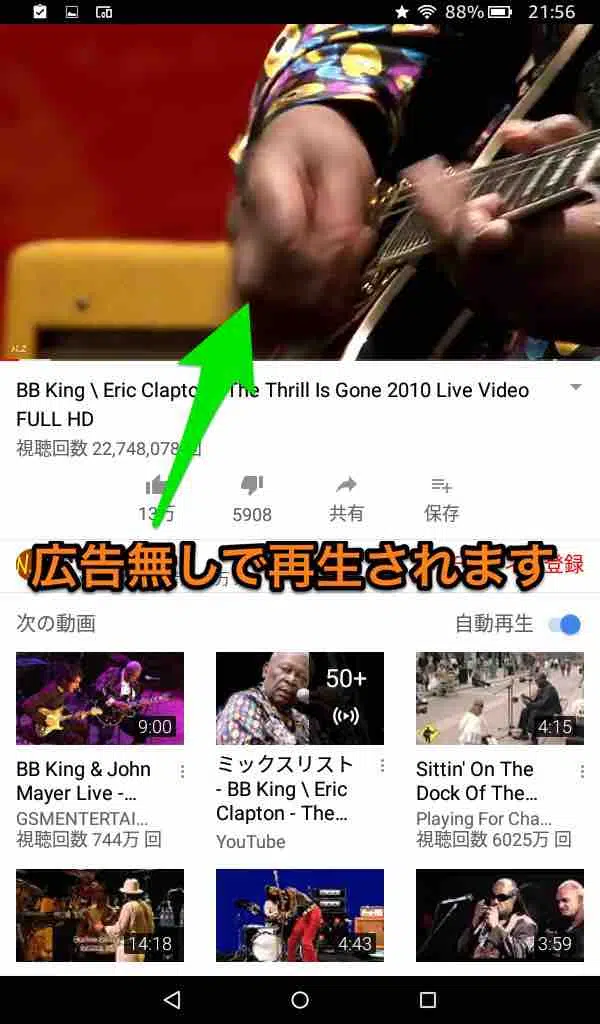 88% 21:56
BB King \ Eric Clapto The Thrill Is Gone 2010 Live Video
FULL HD
視聴回数 22,748,078 回
13万 5908 共有 保存
登録
広告無しで再生されます
次の動画 自動再生
9:00
50+
4:15
BB King & John
Mayer Live -...
GSMENTERTAI...
視聴回数 744万 回
ミックスリスト
- BB King \ Eric
Clapton - The...
YouTube
Sittin' On The
Dock Of The...
Playing For Cha...
視聴回数 6025万 回
14:18
4:43
3:59